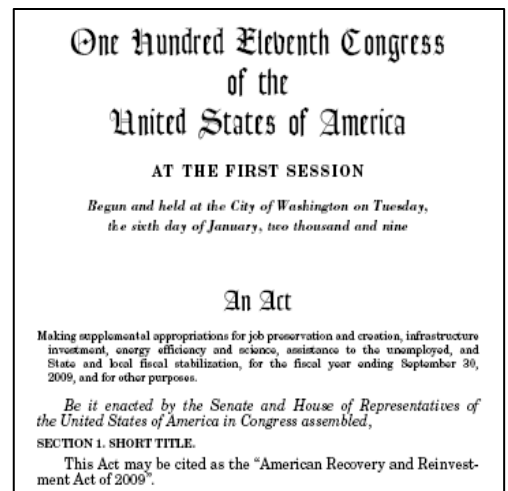 One Hundred Eleventh Congress
of the
United States of America
AT THE FIRST SESSION
Begun and held at the City of Washington on Tuesday,
the sixth day of January, two thousand and nine
An Act
Making supplemental appropriations for job preservation and creation, infrastructure
investment, energy efficiency and science, assistance to the unemployed, and
State and local fiscal stabilization, for the fiscal year ending September 30,
2009, and for other purposes.
Be it enacted by the Senate and House of Representatives of
the United States of America in Congress assembled,
SECTION 1. SHORT TITLE.
This Act may be cited as the “American Recovery and Reinvest-
ment Act of 2009”.